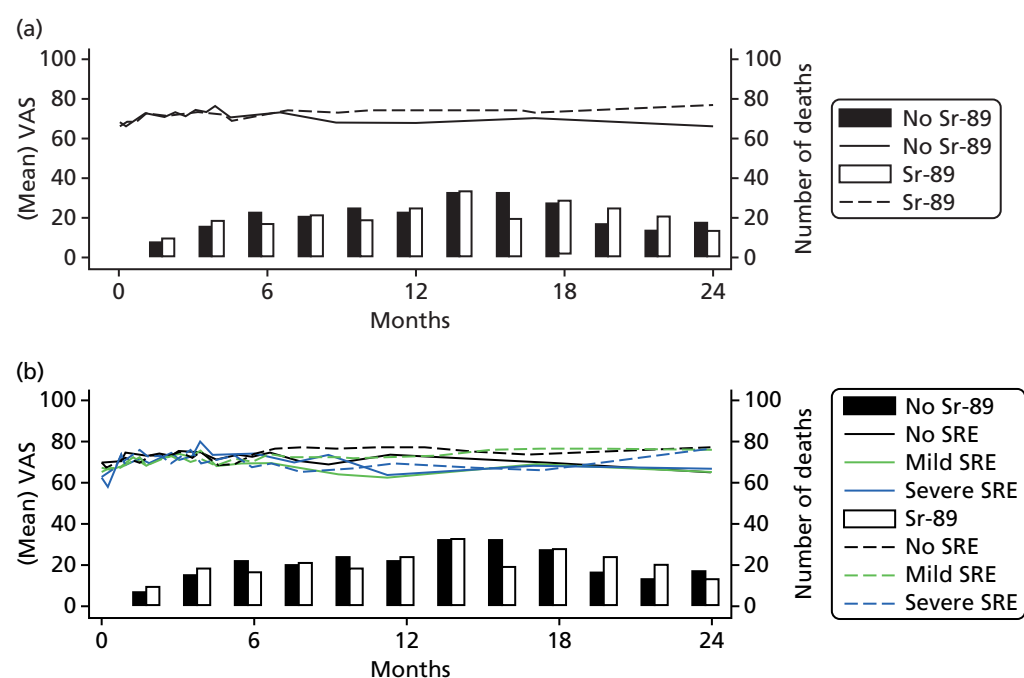 (a)
100
80
60
40
20
0
(Mean) VAS
100
80
60
40
20
0
Number of deaths
0 6 12 18 24
Months
No Sr-89
No Sr-89
Sr-89
Sr-89
(b)
100
80
60
40
20
0
(Mean) VAS
100
80
60
40
20
0
Number of deaths
0 6 12 18 24
Months
No Sr-89
No SRE
Mild SRE
Severe SRE
Sr-89
No SRE
Mild SRE
Severe SRE